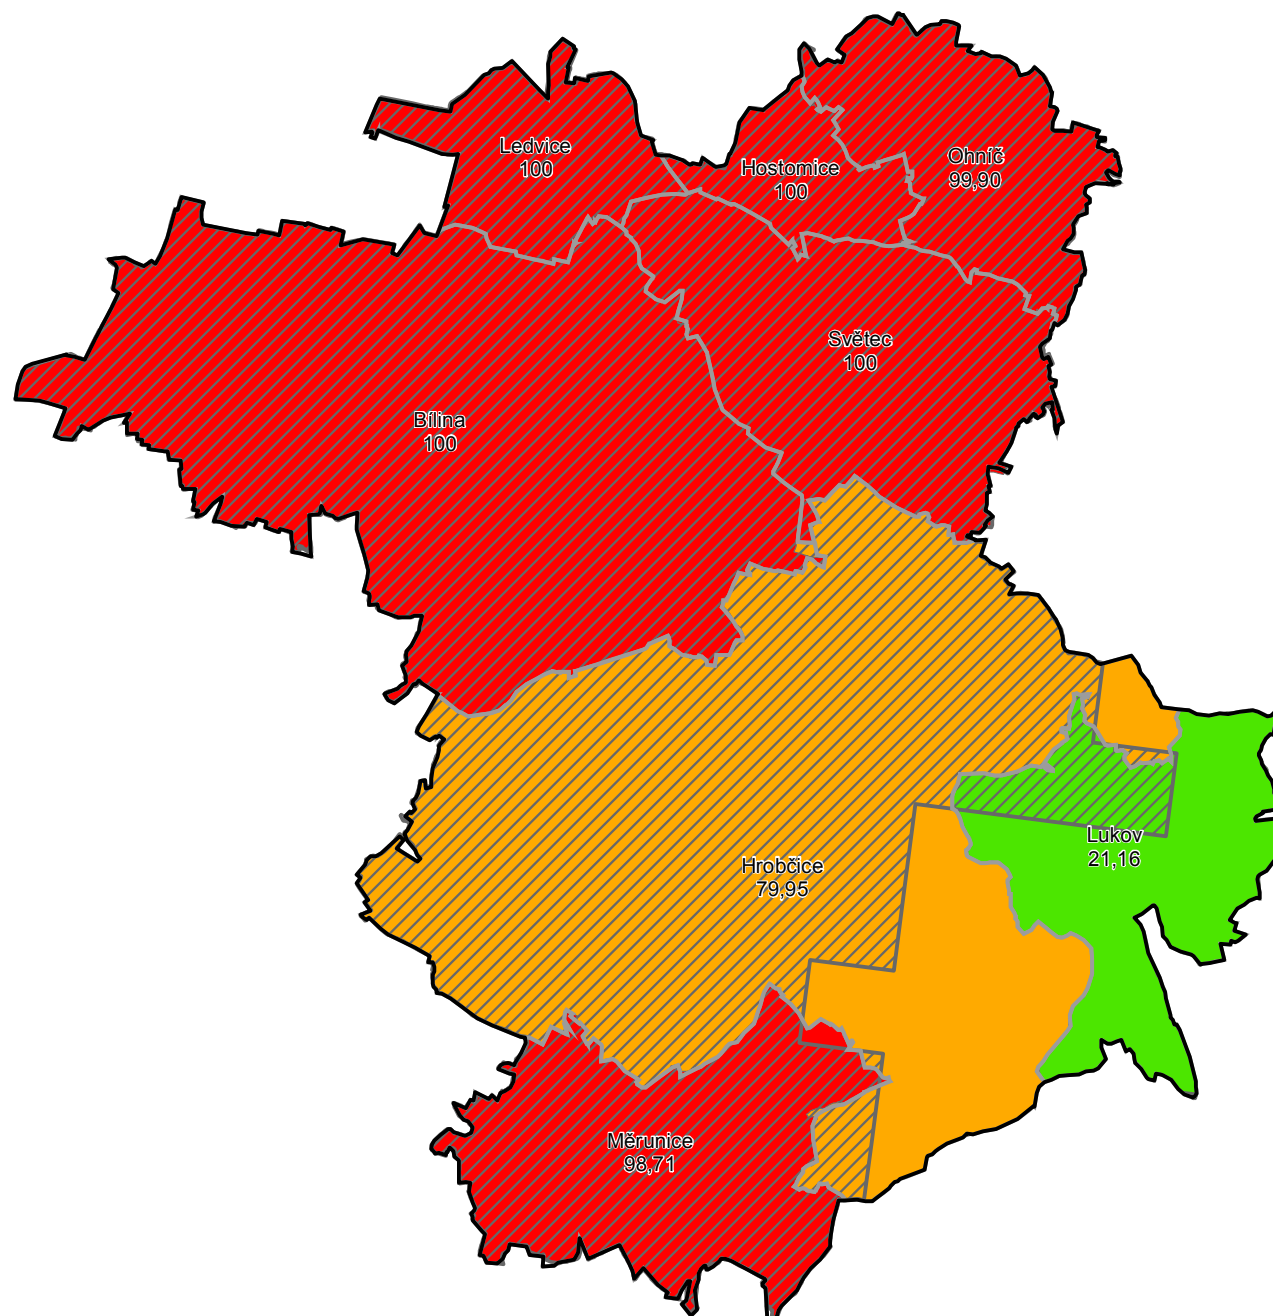 Ledvice
100
Hostomice
100
Ohníč
99,90
Světec
100
Bílina
100
Lukov
21,16
Hrobčice
79,95
Měrunice
98,71